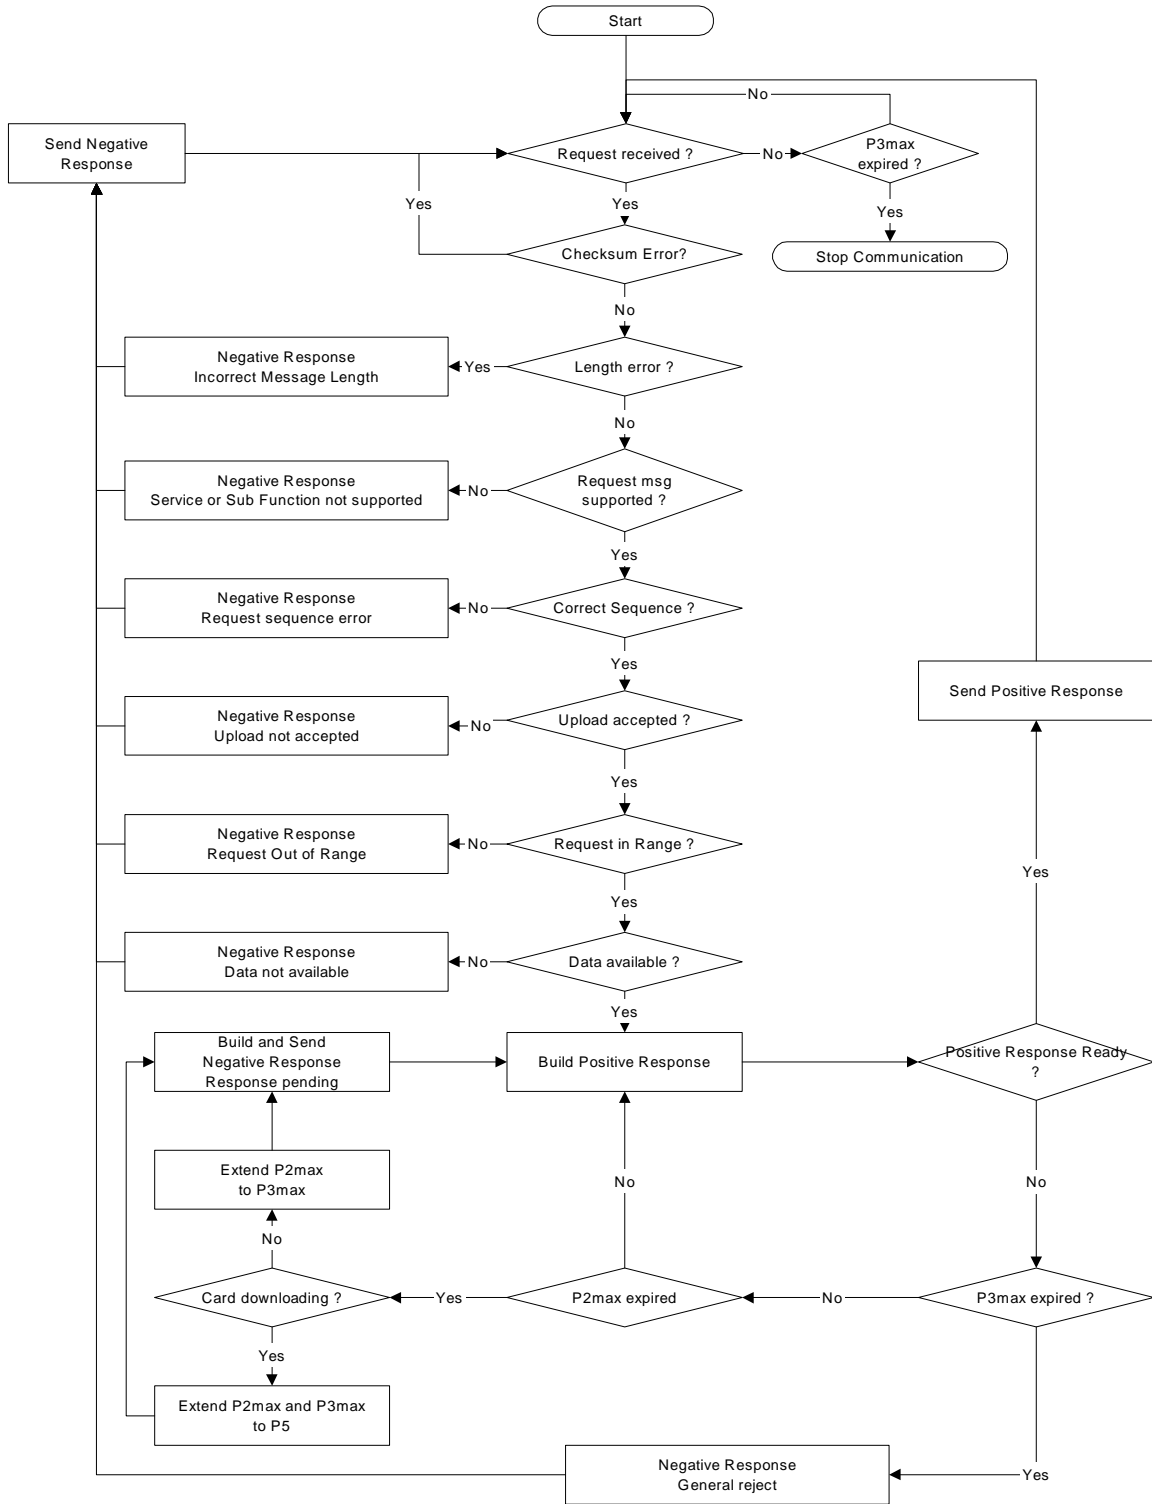 Start
No
Send Negative
Response
Request received ?
No
P3max
expired ?
Yes
Yes
Yes
Checksum Error?
Stop Communication
No
Negative Response
Incorrect Message Length
Yes
Length error ?
No
Negative Response
Service or Sub Function not supported
No
Request msg
supported ?
Yes
Negative Response
Request sequence error
No
Correct Sequence ?
Yes
Send Positive Response
Negative Response
Upload not accepted
No
Upload accepted ?
Yes
Negative Response
Request Out of Range
No
Request in Range ?
Yes
Yes
Negative Response
Data not available
No
Data available ?
Yes
Build and Send
Negative Response
Response pending
Build Positive Response
Positive Response Ready
?
Extend P2max
to P3max
No
No
No
Card downloading ?
Yes
P2max expired
No
P3max expired ?
Yes
Extend P2max and P3max
to P5
Negative Response
General reject
Yes